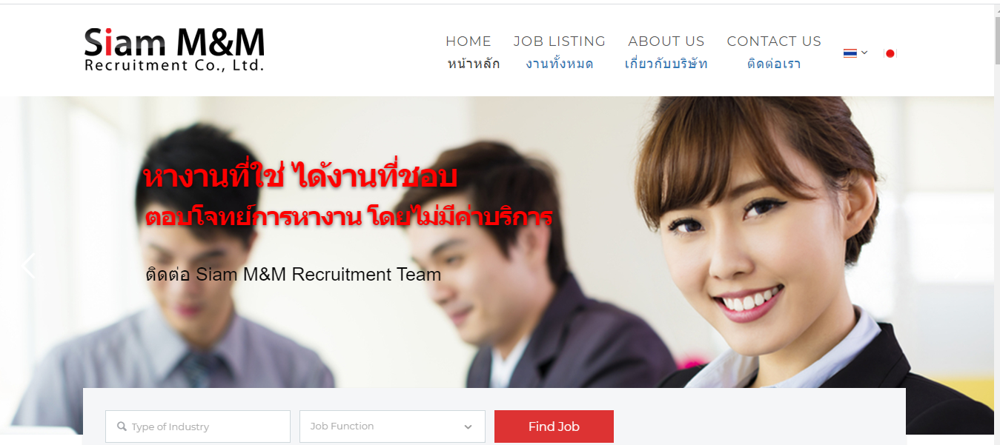 Siam M&M
Recruitment Co., Ltd.
HOME JOB LISTING ABOUT US CONTACT US
หน้าหลัก งานทั้งหมด เกี่ยวกับบริษัท ติดต่อเรา
หางานที่ใช่ ได้งานที่ชอบ
ตอบโจทย์การหางาน โดยไม่มีค่าบริการ
ติดต่อ Siam M&M Recruitment Team
Type of Industry Job Function Find Job